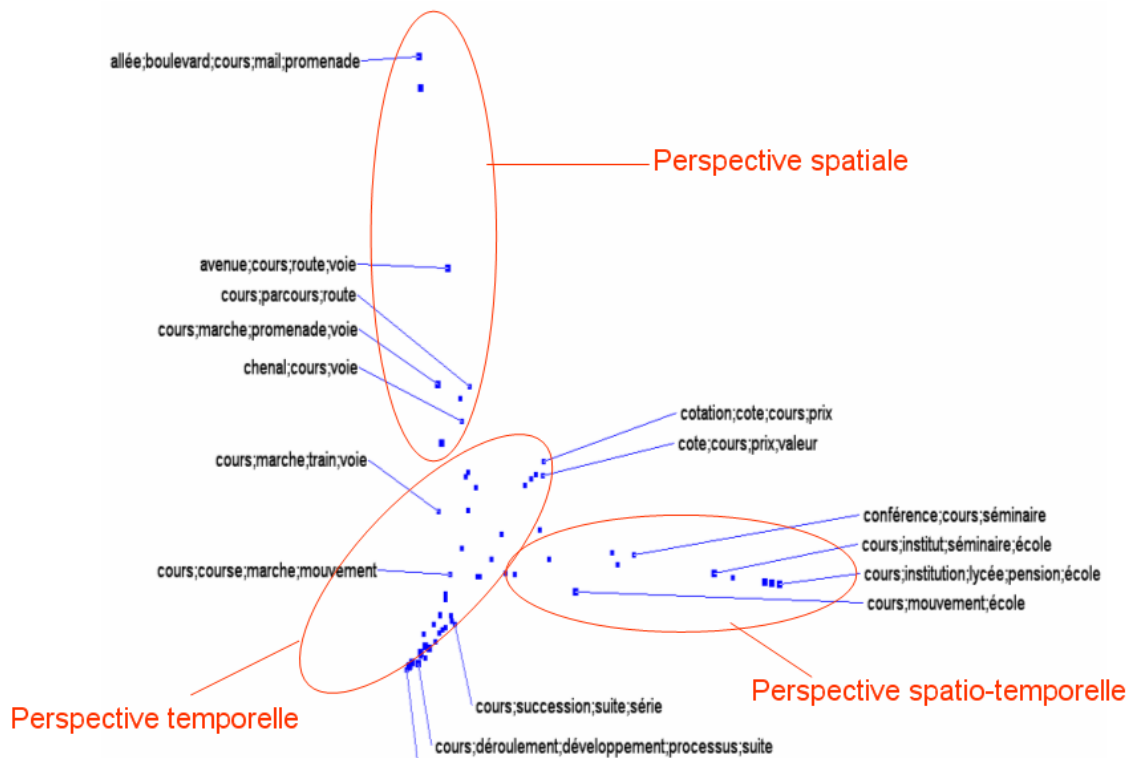 allée;boulevard;cours;mail;promenade
Perspective spatiale
avenue;cours;route;voie
cours;parcours;route
cours;marche;promenade;voie
chenal;cours;voie
cotation;cote;cours;prix
cote;cours;prix;valeur
cours;marche;train;voie
conférence;cours;séminaire
cours;institut;séminaire;école
cours;course;marche;mouvement
cours;institution;lycée;pension;école
cours;mouvement;école
Perspective spatio-temporelle
cours;succession;suite;série
Perspective temporelle
cours;déroulement;développement;processus;suite